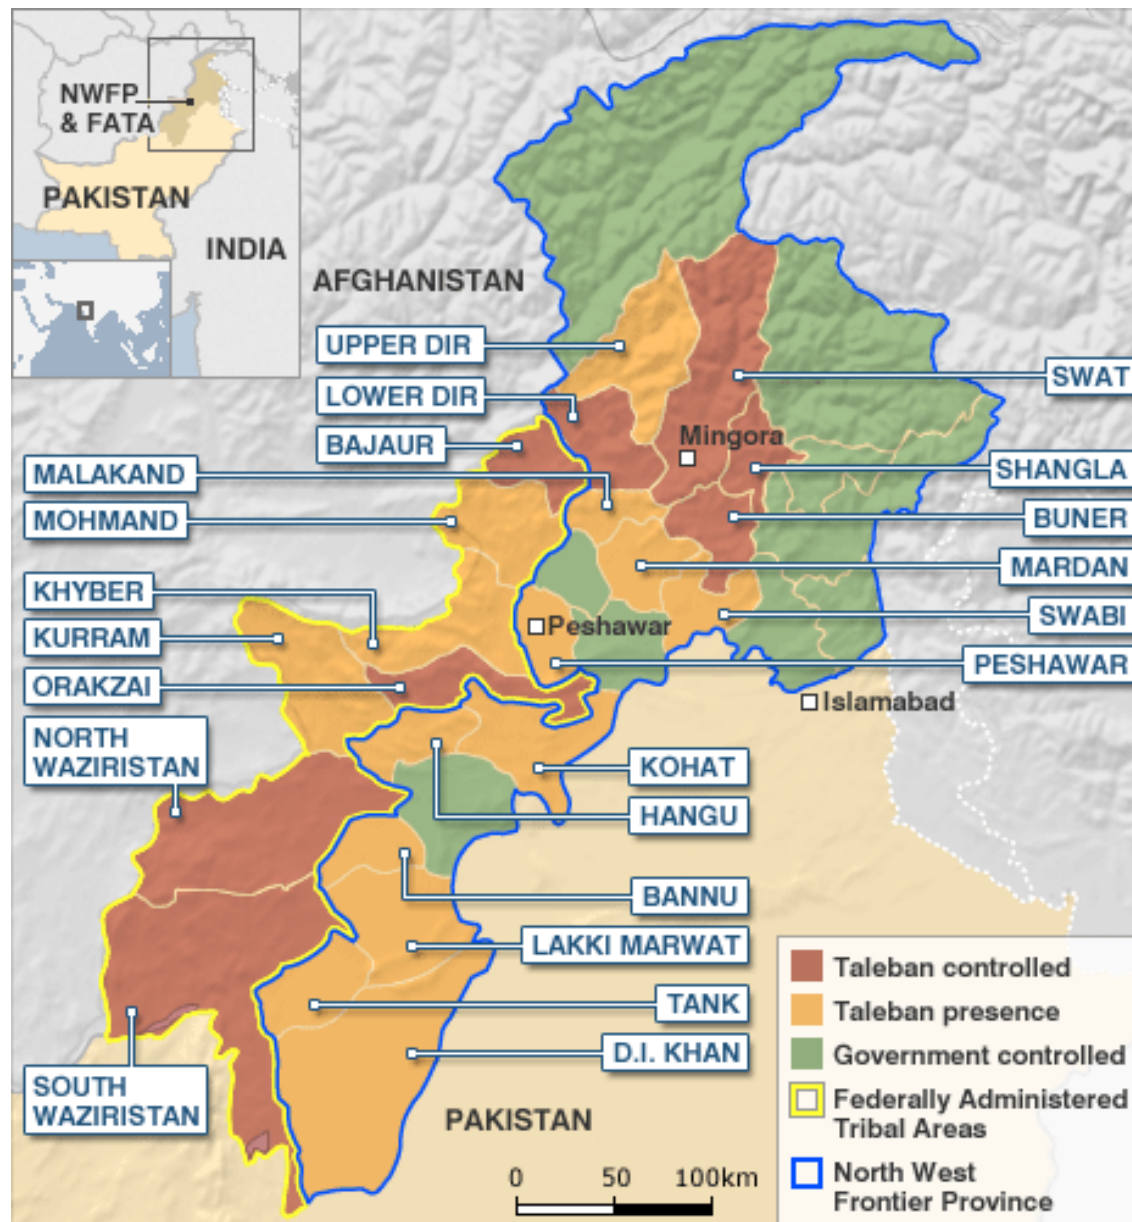 NWFP
& FATA
PAKISTAN
INDIA
AFGHANISTAN
UPPER DIR
LOWER DIR
BAJAUR
MALAKAND
MOHMAND
KHYBER
KURRAM
ORAKZAI
NORTH
WAZIRISTAN
SOUTH
WAZIRISTAN
Mingora
Peshawar
Islamabad
SWAT
SHANGLA
BUNER
MARDAN
SWABI
PESHAWAR
KOHAT
HANGU
BANNU
LAKKI MARWAT
TANK
D.I. KHAN
PAKISTAN
0 50 100km
Taleban controlled
Taleban presence
Government controlled
Federally Administered
Tribal Areas
North West
Frontier Province